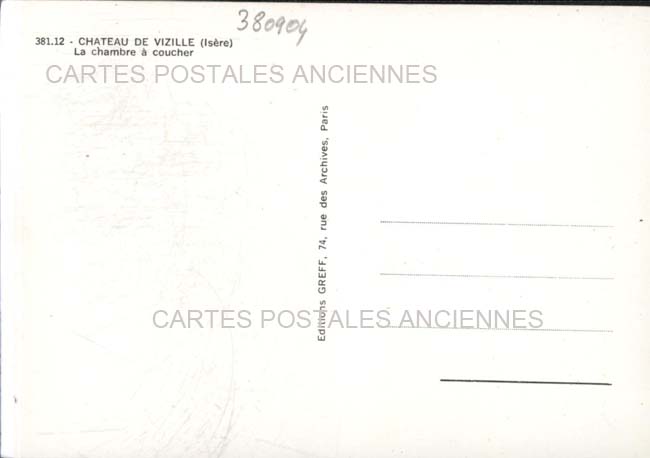 380904
381.12 - CHATEAU DE VIZILLE (Isère)
La chambre à coucher
CARTES POSTALES ANCIENNES
Editions GREFF, 74, rue des Archives, Paris
CARTES POSTALES ANCIENNES